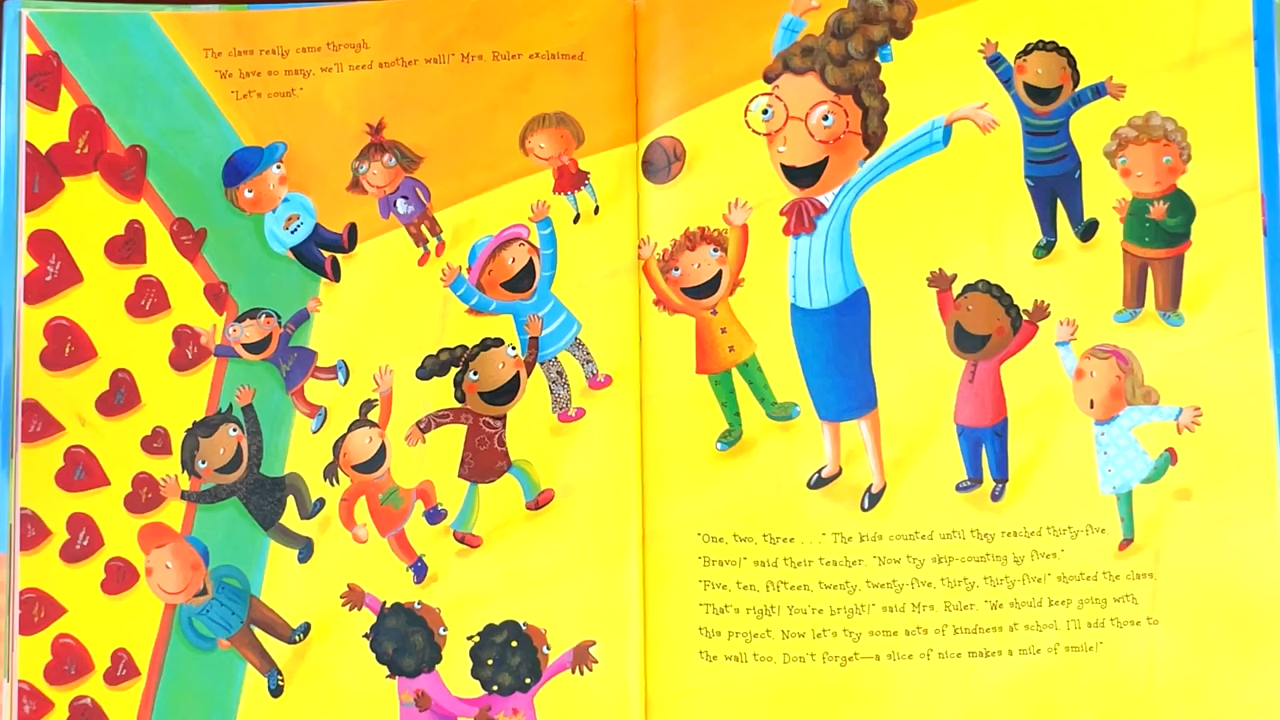 The class really came through.
"We have so many, we'll need another wall!" Mrs. Ruler exclaimed.
"Let's count."
"One, two, three . . ." The kids counted until they reached thirty-five.
"Bravo!" said their teacher. "Now try skip-counting by fives."
"Five, ten, fifteen, twenty, twenty-five, thirty, thirty-five!" shouted the class.
"That's right! You're bright!" said Mrs. Ruler. "We should keep going with
this project. Now let's try some acts of kindness at school. I'll add those to
the wall too. Don't forget—a slice of nice makes a mile of smile!"